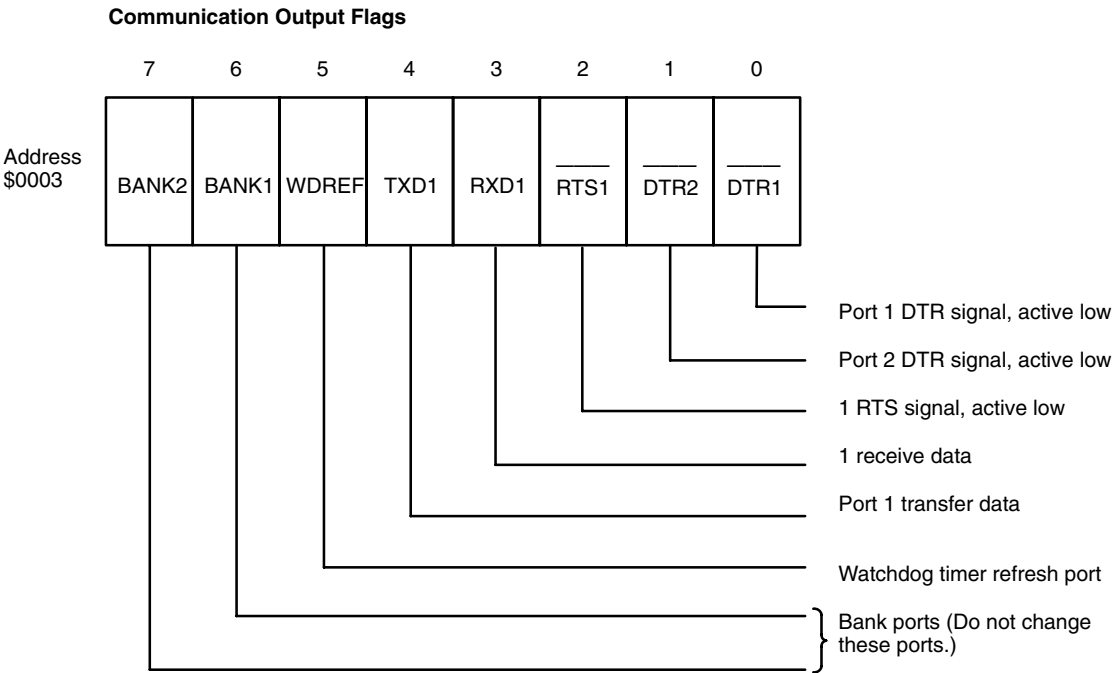 Communication Output Flags
7 6 5 4 3 2 1 0
Address
$0003
BANK2 BANK1 WDREF TXD1 RXD1 RTS1 DTR2 DTR1
Port 1 DTR signal, active low
Port 2 DTR signal, active low
1 RTS signal, active low
1 receive data
Port 1 transfer data
Watchdog timer refresh port
Bank ports (Do not change
these ports.)